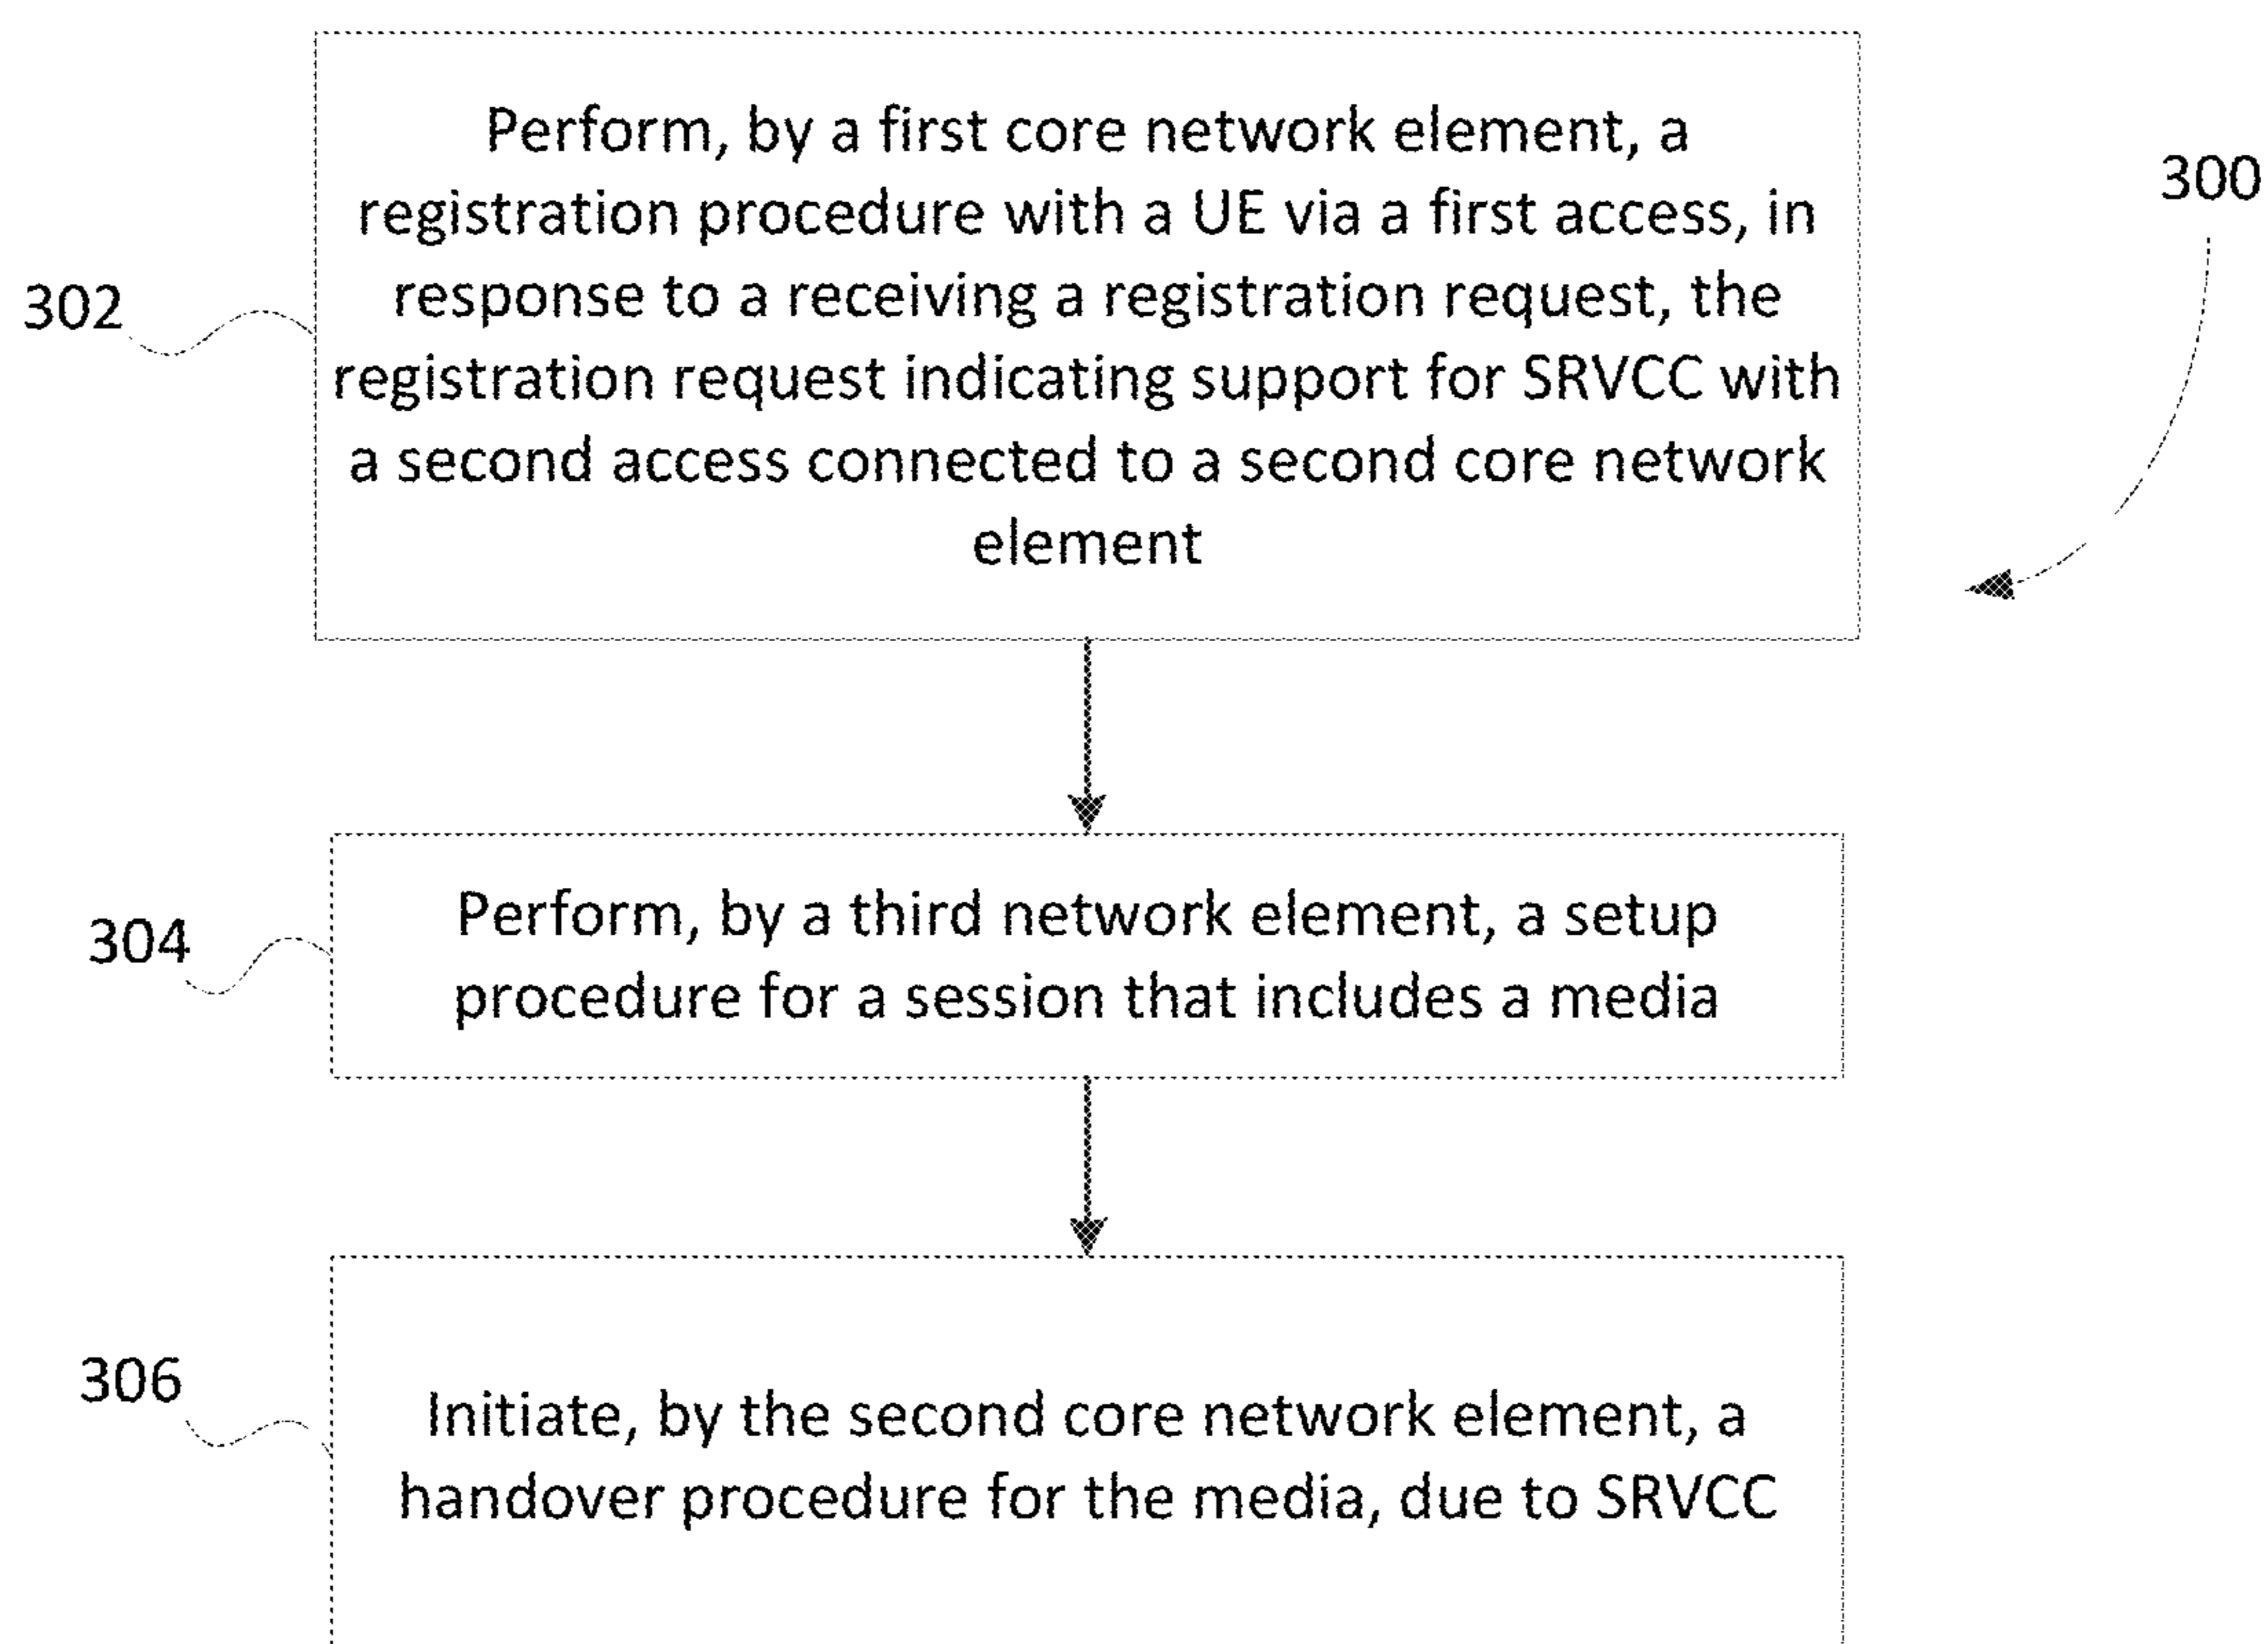 Perform, by a first core network element, a
registration procedure with a UE via a first access, in
response to a receiving a registration request, the
registration request indicating support for SRVCC with
a second access connected to a second core network
element
300
302
Perform, by a third network element, a setup
procedure for a session that includes a media
304
Initiate, by the second core network element, a
handover procedure for the media, due to SRVCC
306